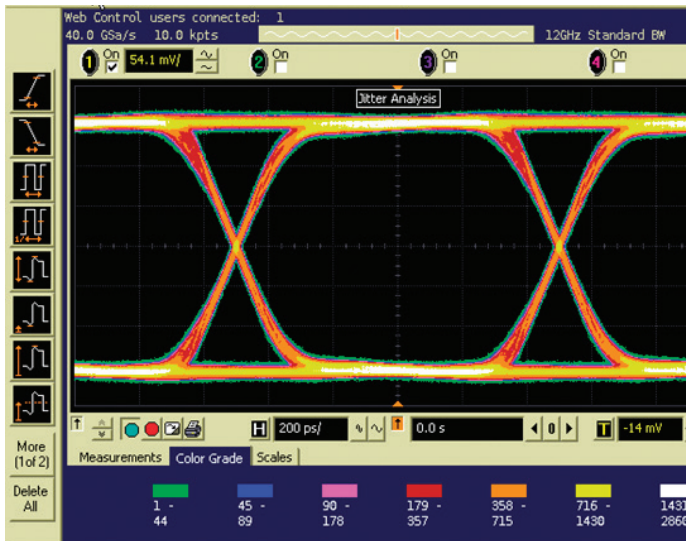 Web Control users connected: 1
40.0 GSa/s 10.0 kpts 12GHz Standard BW
1 On 54.1 mV/ 2 On 3 On 4 On
Jitter Analysis
1/
H 200 ps/ 0.0 s 0 T -14 mV
More
(1of 2)
Measurements Color Grade Scales
Delete
All
1 - 45 - 90 - 179 - 358 - 716 - 1431
44 89 178 357 715 1430 2860